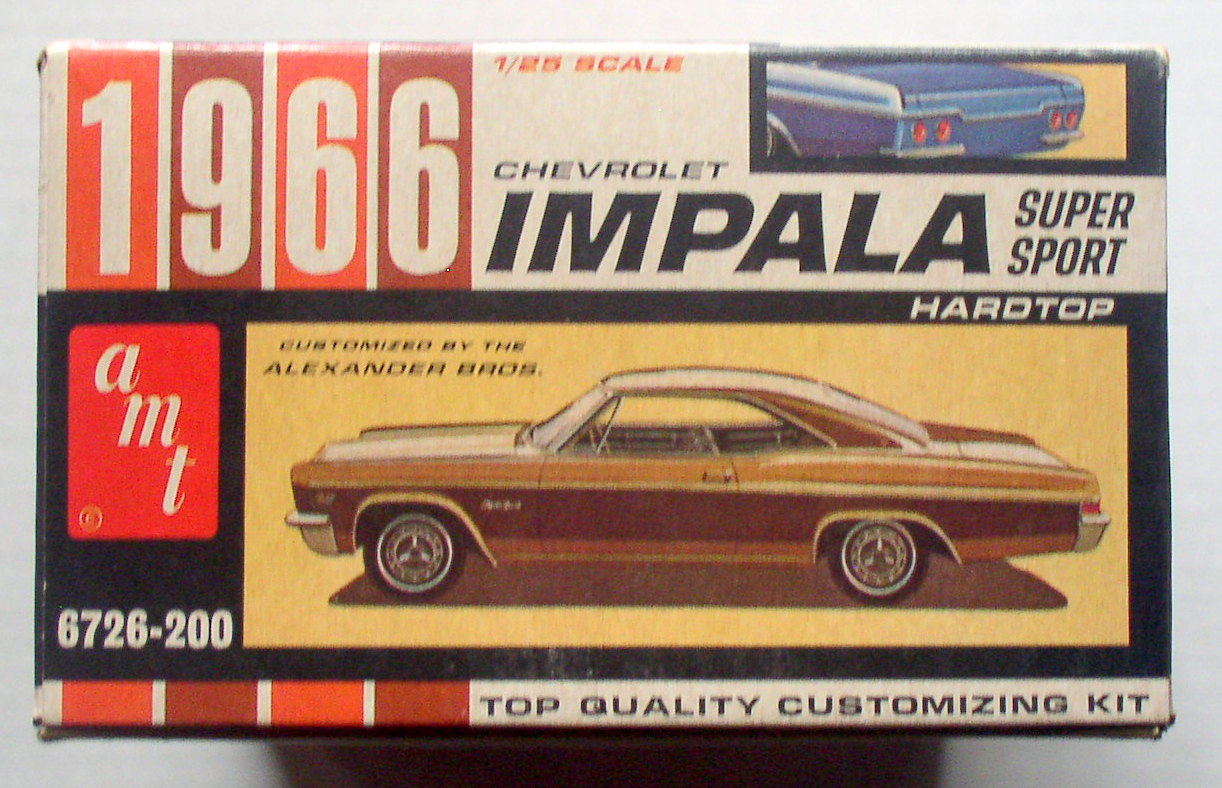 1966
1/25 SCALE
CHEVROLET
IMPALA
SUPER
SPORT
HARDTOP
amt
CUSTOMIZED BY THE
ALEXANDER BROS.
6726-200
TOP QUALITY CUSTOMIZING KIT